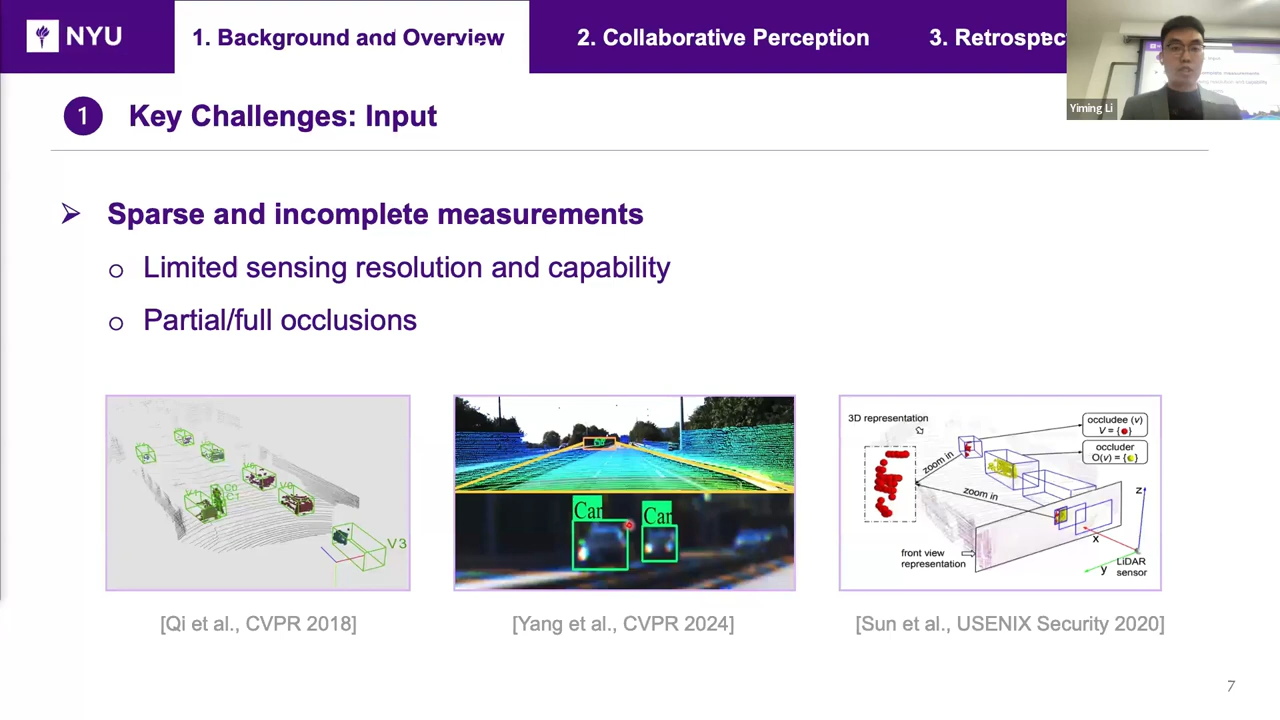 NYU
1. Background and Overview
2. Collaborative Perception
3. Retrospec
Yiming Li
1
Key Challenges: Input
Sparse and incomplete measurements
Limited sensing resolution and capability
Partial/full occlusions
V3
Car
Car
3D representation
occludee (v)
V = {●}
occluder
O(v) = {●}
zoom in
zoom in
z
x
y
front view
representation
LiDAR
sensor
[Qi et al., CVPR 2018]
[Yang et al., CVPR 2024]
[Sun et al., USENIX Security 2020]
7